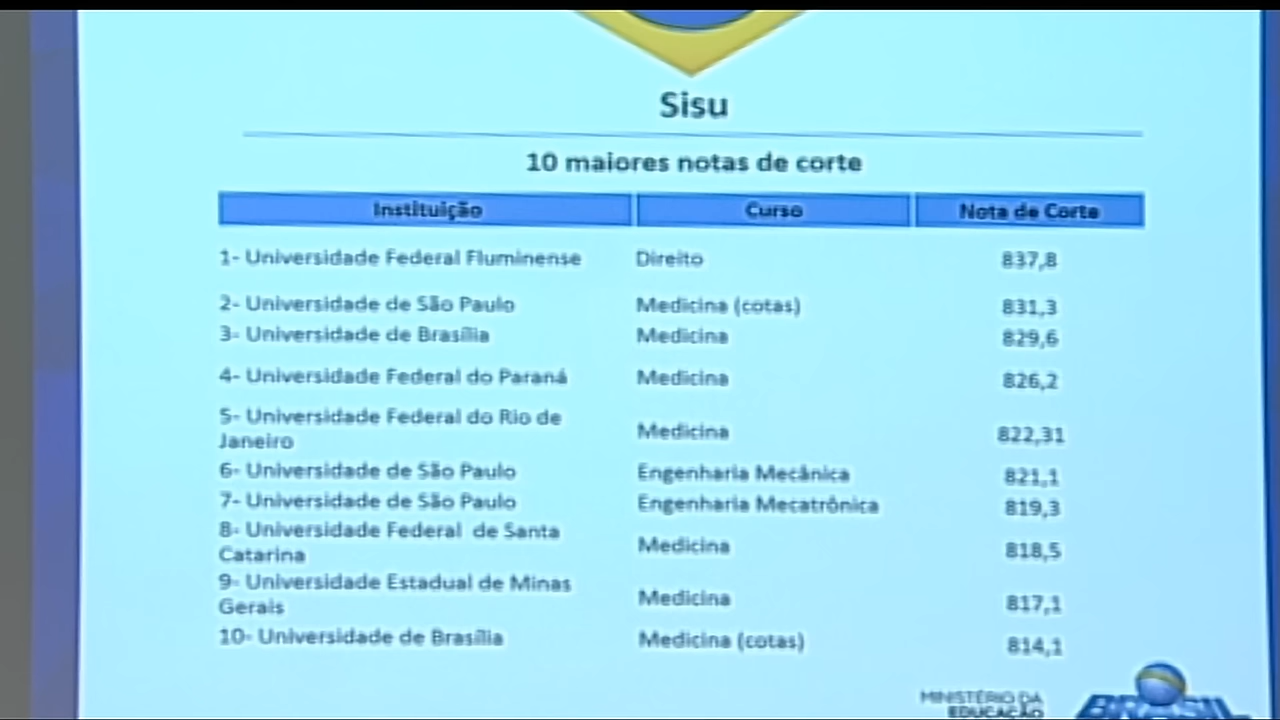 Sisu
10 maiores notas de corte
Instituição Curso Nota de Corte
1- Universidade Federal Fluminense Direito 837,8
2- Universidade de São Paulo Medicina (cotas) 831,3
3- Universidade de Brasília Medicina 829,6
4- Universidade Federal do Paraná Medicina 826,2
5- Universidade Federal do Rio de
Janeiro Medicina 822,31
6- Universidade de São Paulo Engenharia Mecânica 821,1
7- Universidade de São Paulo Engenharia Mecatrônica 819,3
8- Universidade Federal de Santa
Catarina Medicina 818,5
9- Universidade Estadual de Minas
Gerais Medicina 817,1
10- Universidade de Brasília Medicina (cotas) 814,1
MINISTÉRIO DA
EDUCAÇÃO
BRASIL